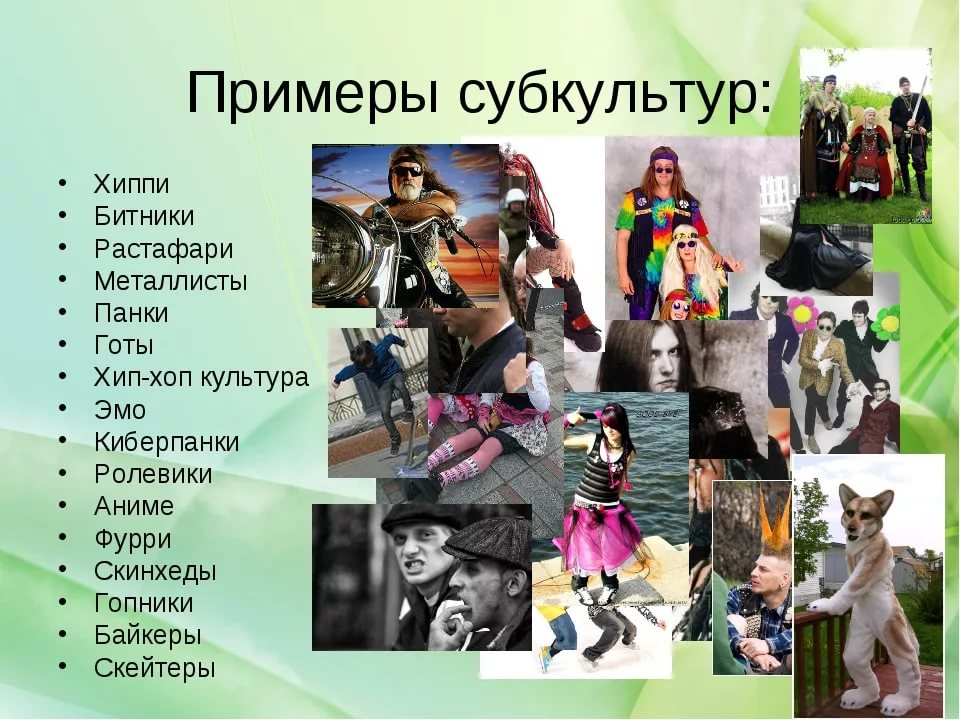 Примеры субкультур:
• Хиппи
• Битники
• Растафари
• Металлисты
• Панки
• Готы
• Хип-хоп культура
• Эмо
• Киберпанки
• Ролевики
• Аниме
• Фурри
• Скинхеды
• Гопники
• Байкеры
• Скейтеры